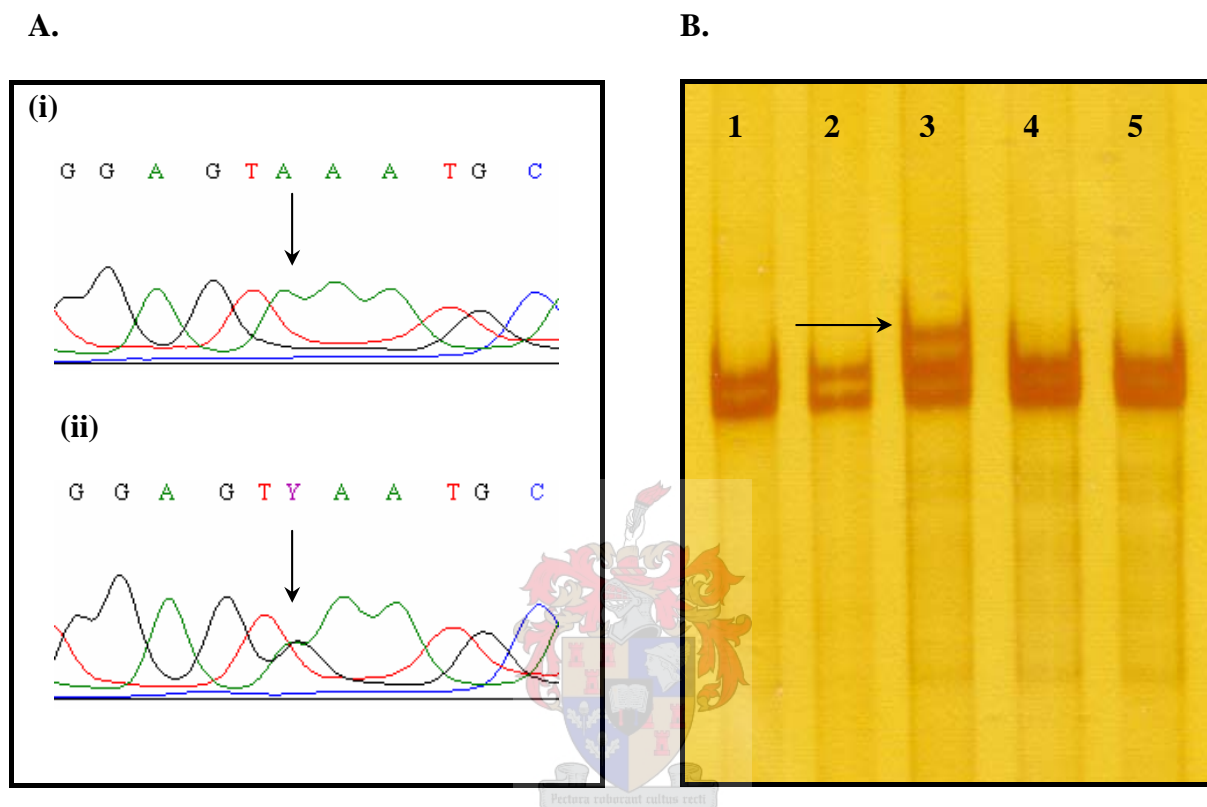 A.
B.
(i)
G G A G T A A A T G C
(ii)
G G A G T Y A A T G C
1 2 3 4 5
Pectora roborant cultus recti